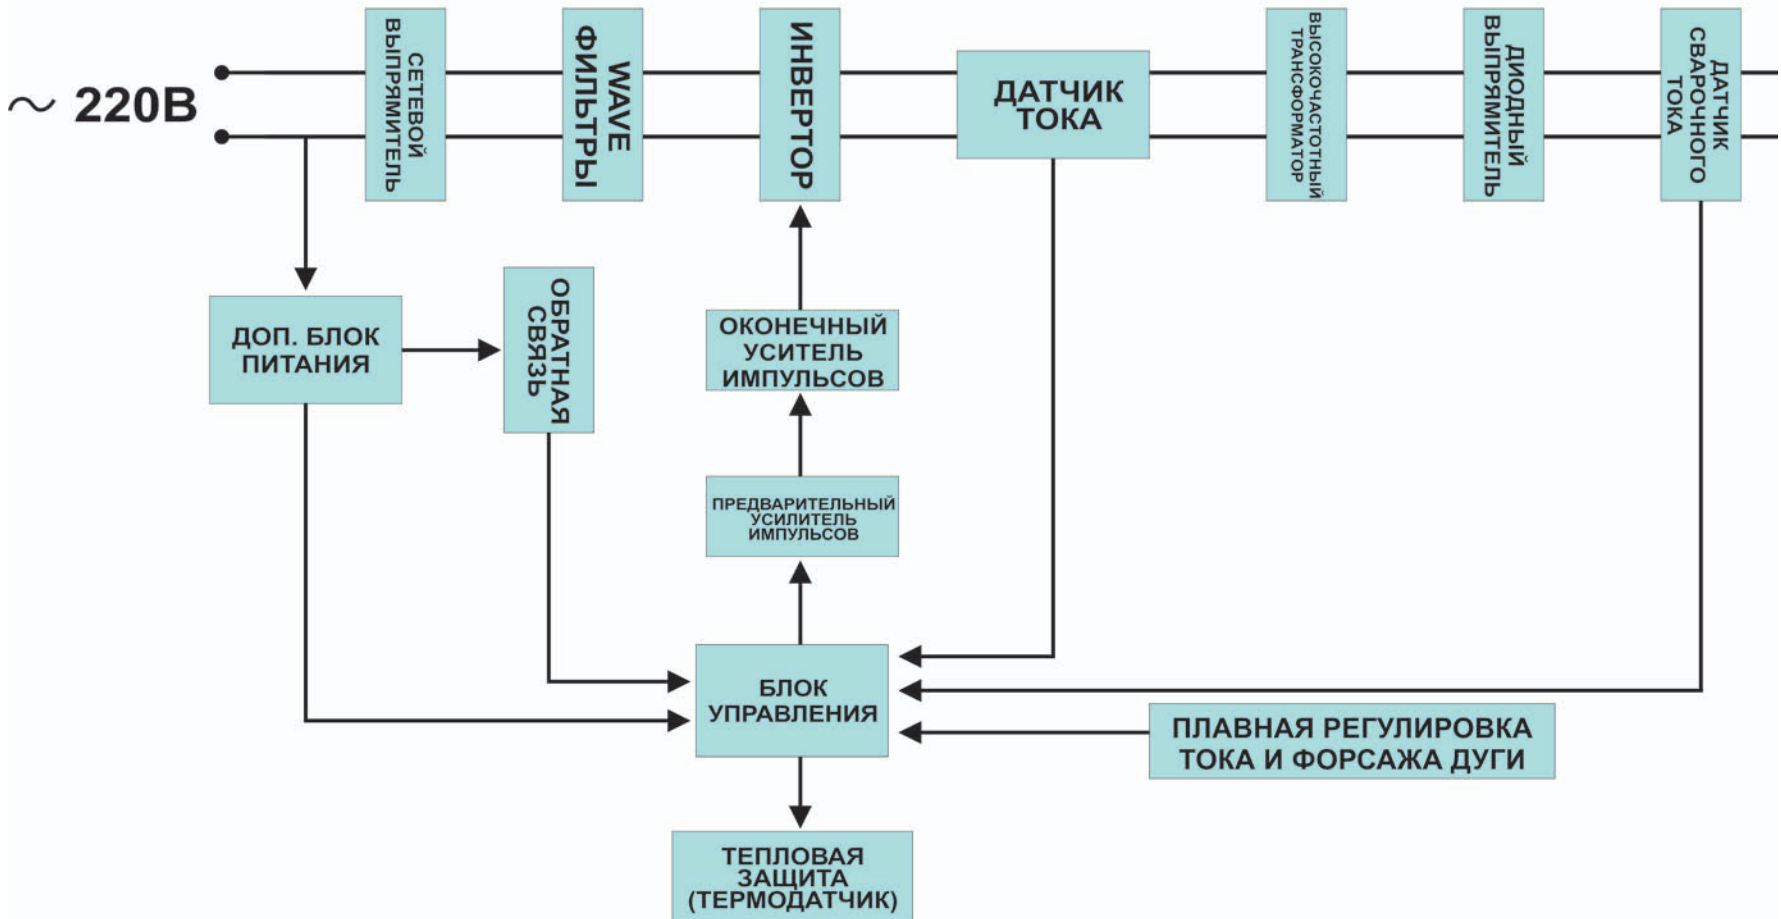 ～ 220В
СЕТЕВОЙ
ВЫПРЯМИТЕЛЬ
WAVE
ФИЛЬТРЫ
ИНВЕРТОР
ДАТЧИК
ТОКА
ВЫСОКОЧАСТОТНЫЙ
ТРАНСФОРМАТОР
ДИОДНЫЙ
ВЫПРЯМИТЕЛЬ
ДАТЧИК
СВАРОЧНОГО
ТОКА
ДОП. БЛОК
ПИТАНИЯ
ОБРАТНАЯ
СВЯЗЬ
ОКОНЕЧНЫЙ
УСИТЕЛЬ
ИМПУЛЬСОВ
ПРЕДВАРИТЕЛЬНЫЙ
УСИЛИТЕЛЬ
ИМПУЛЬСОВ
БЛОК
УПРАВЛЕНИЯ
ПЛАВНАЯ РЕГУЛИРОВКА
ТОКА И ФОРСАЖА ДУГИ
ТЕПЛОВАЯ
ЗАЩИТА
(ТЕРМОДАТЧИК)